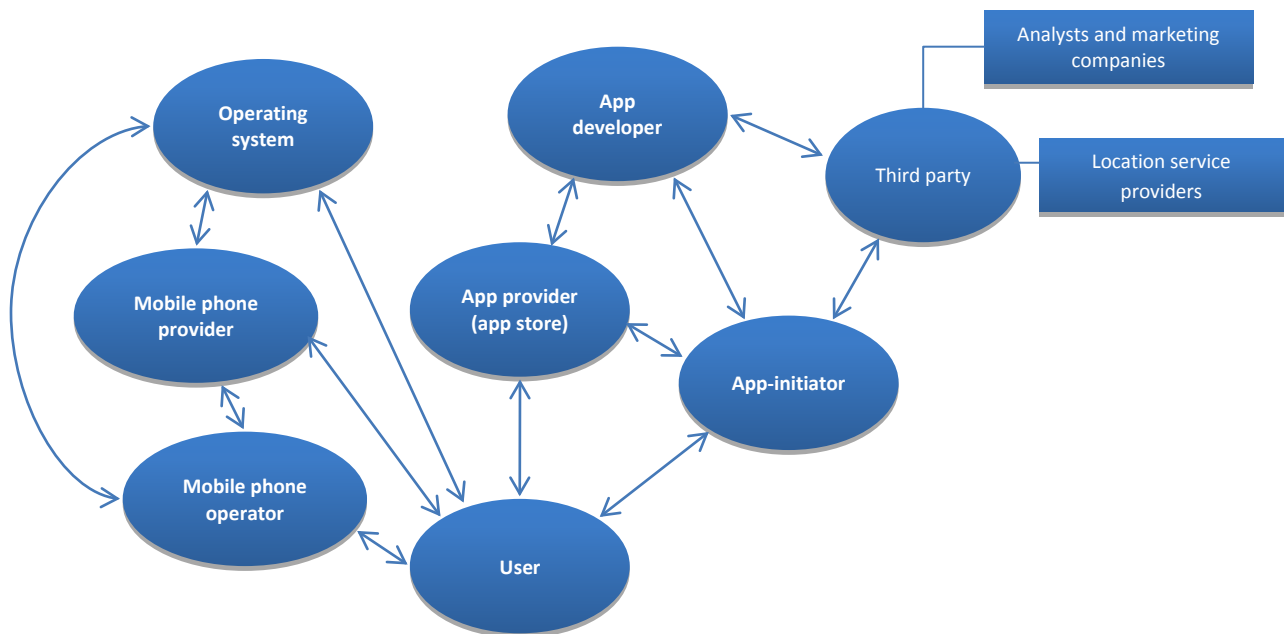 Analysts and marketing
companies
Operating
system
App
developer
Third party
Location service
providers
Mobile phone
provider
App provider
(app store)
App-initiator
Mobile phone
operator
User